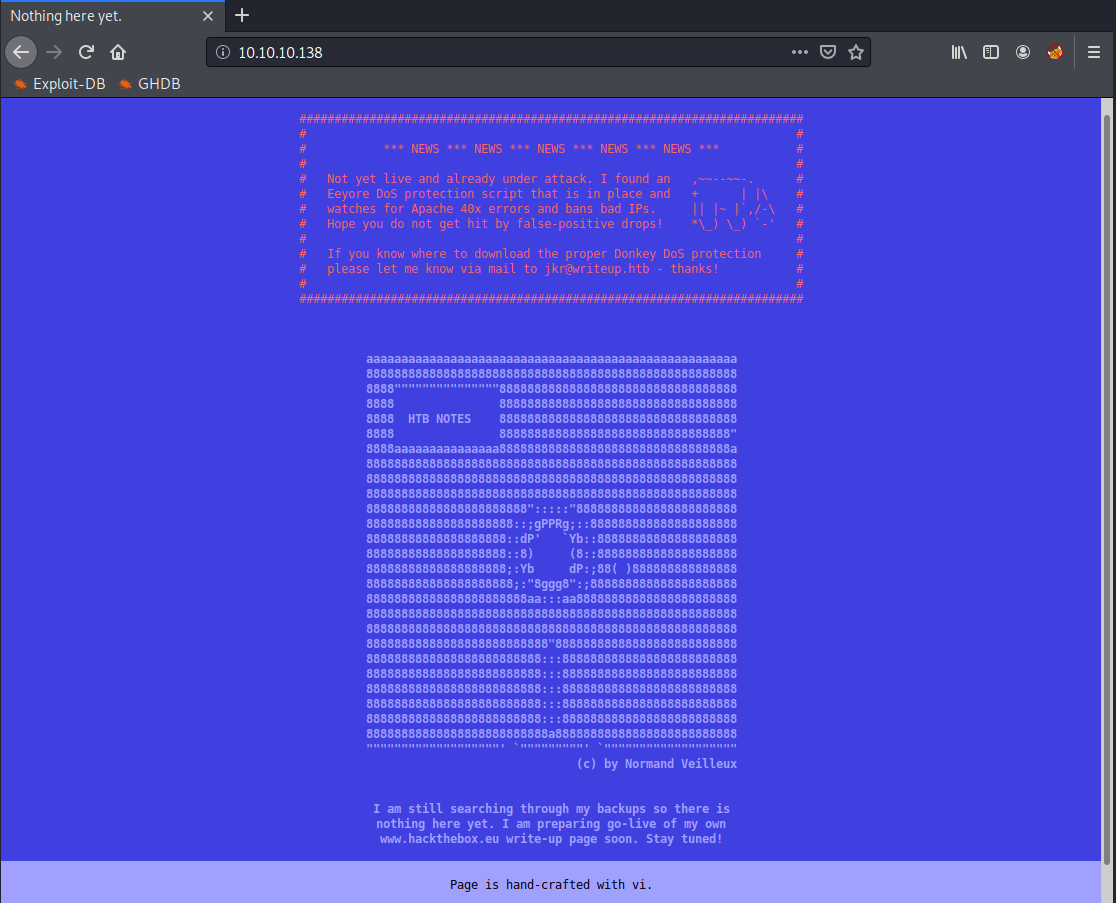 Nothing here yet.
10.10.10.138
Exploit-DB
GHDB
*** NEWS *** NEWS *** NEWS *** NEWS *** NEWS ***
Not yet live and already under attack. I found an
Eeyore DoS protection script that is in place and
watches for Apache 40x errors and bans bad IPs.
Hope you do not get hit by false-positive drops!
If you know where to download the proper Donkey DoS protection
please let me know via mail to jkr@writeup.htb - thanks!
HTB NOTES
(c) by Normand Veilleux
I am still searching through my backups so there is
nothing here yet. I am preparing go-live of my own
www.hackthebox.eu write-up page soon. Stay tuned!
Page is hand-crafted with vi.